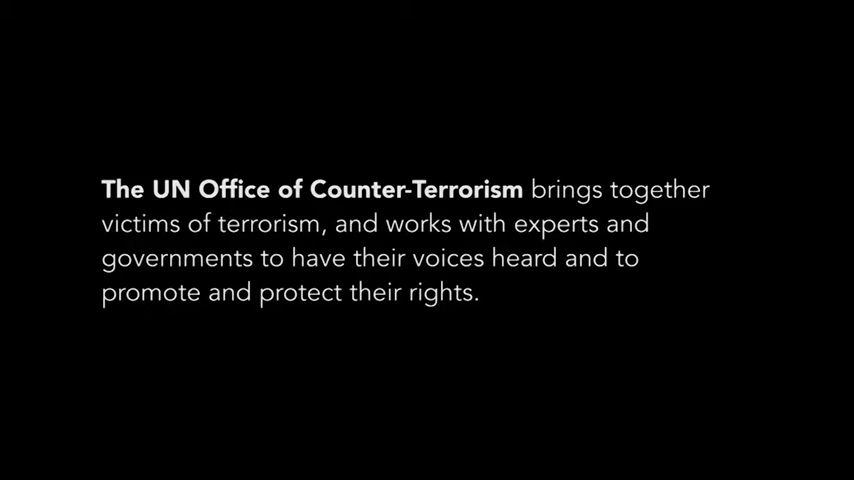 The UN Office of Counter-Terrorism brings together
victims of terrorism, and works with experts and
governments to have their voices heard and to
promote and protect their rights.